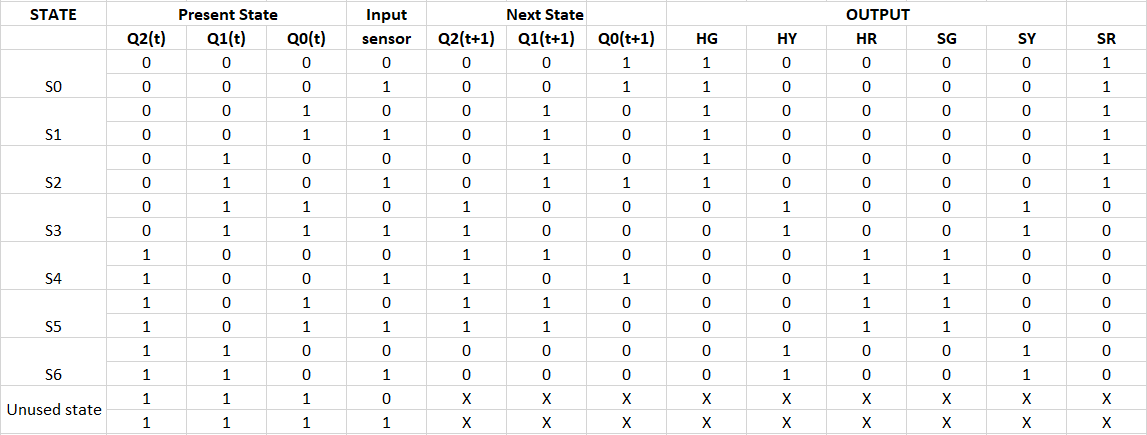 STATE Present State Input Next State OUTPUT
Q2(t) Q1(t) Q0(t) sensor Q2(t+1) Q1(t+1) Q0(t+1) HG HY HR SG SY SR
0 0 0 0 0 0 1 1 0 0 0 0 1
S0 0 0 0 1 0 0 1 1 0 0 0 0 1
0 0 1 0 0 1 0 1 0 0 0 0 1
S1 0 0 1 1 0 1 0 1 0 0 0 0 1
0 1 0 0 0 1 0 1 0 0 0 0 1
S2 0 1 0 1 0 1 1 1 0 0 0 0 1
0 1 1 0 1 0 0 0 1 0 0 1 0
S3 0 1 1 1 1 0 0 0 1 0 0 1 0
1 0 0 0 1 1 0 0 0 1 1 0 0
S4 1 0 0 1 1 0 1 0 0 1 1 0 0
1 0 1 0 1 1 0 0 0 1 1 0 0
S5 1 0 1 1 1 1 0 0 0 1 1 0 0
1 1 0 0 0 0 0 0 1 0 0 1 0
S6 1 1 0 1 0 0 0 0 1 0 0 1 0
Unused state 1 1 1 0 X X X X X X X X X
1 1 1 1 X X X X X X X X X